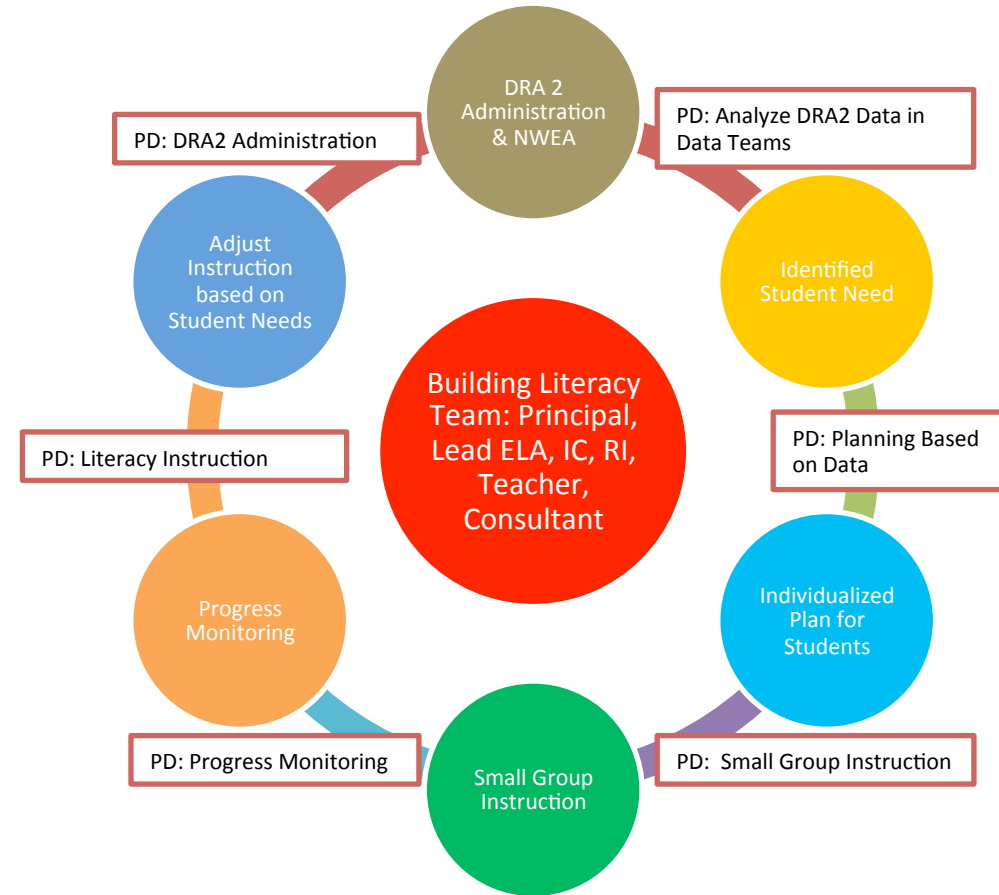 DRA 2
Administration
& NWEA
PD: DRA2 Administration
PD: Analyze DRA2 Data in
Data Teams
Adjust
Instruction
based on
Student Needs
Identified
Student Need
Building Literacy
Team: Principal,
Lead ELA, IC, RI,
Teacher,
Consultant
PD: Literacy Instruction
PD: Planning Based
on Data
Progress
Monitoring
Individualized
Plan for
Students
PD: Progress Monitoring
PD:  Small Group Instruction
Small Group
Instruction